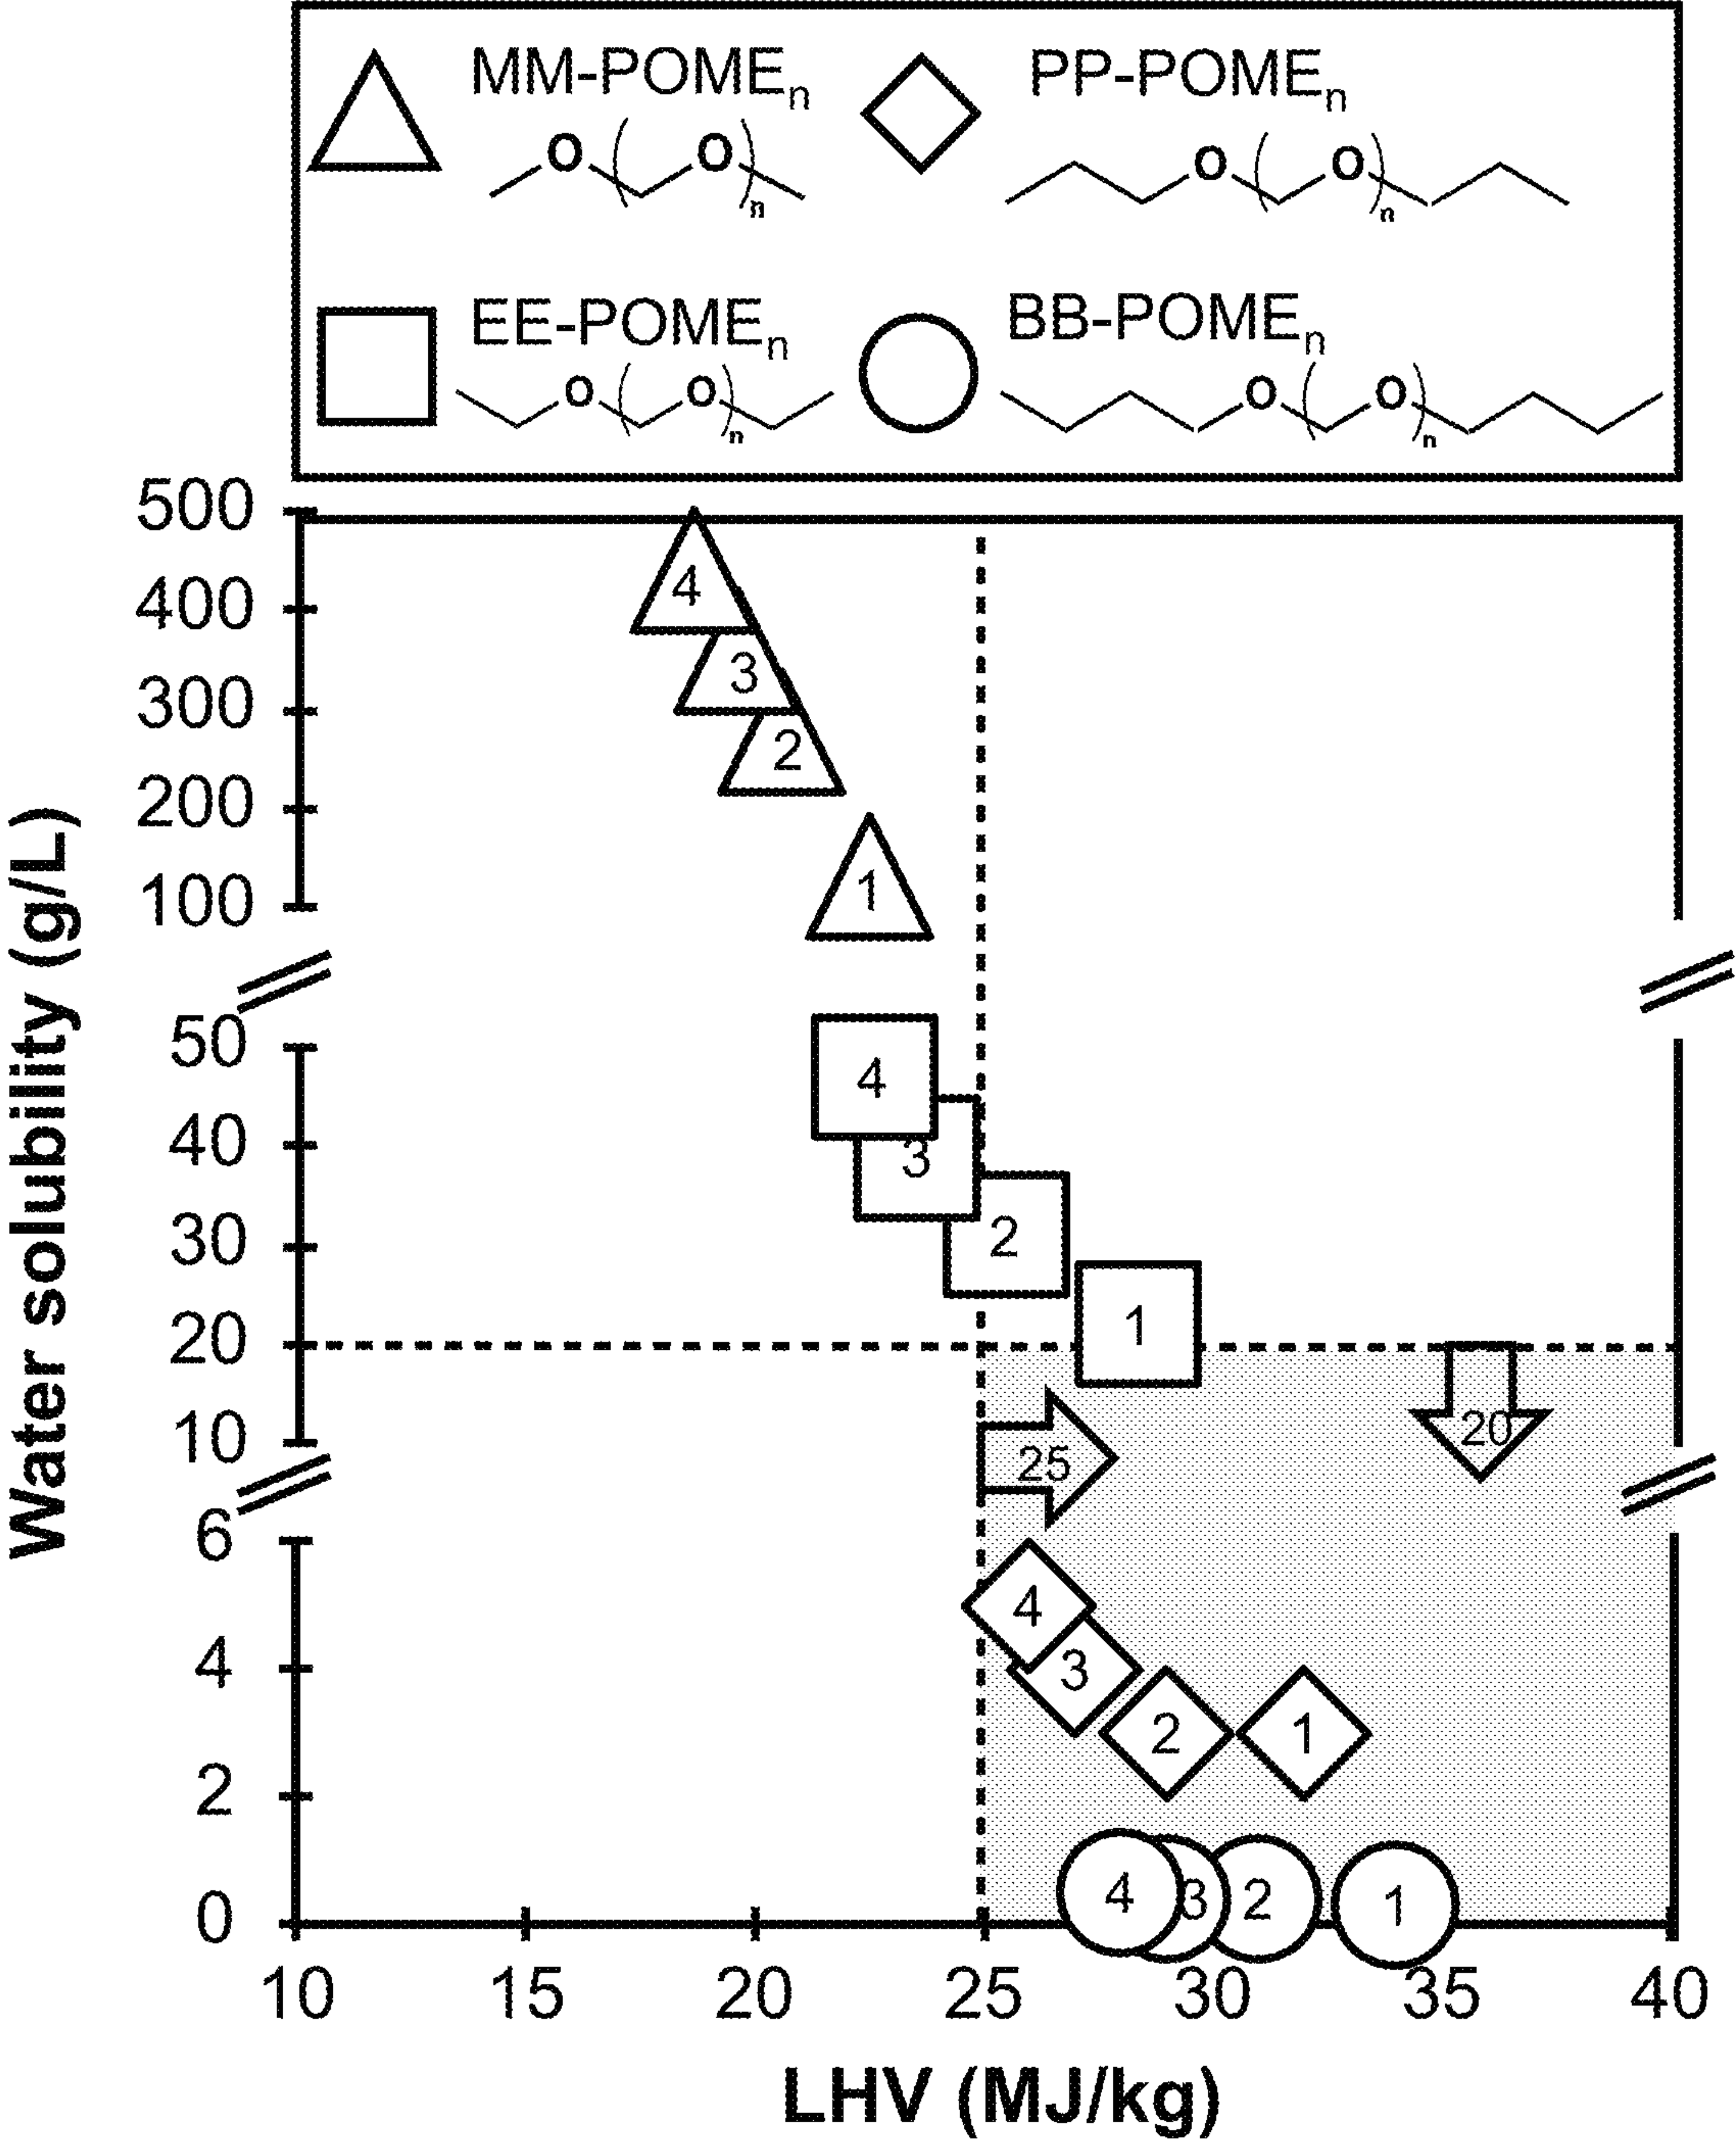 MM-POMEn
PP-POMEn
O ( O )n
O ( O )n
EE-POMEn
BB-POMEn
O ( O )n
O ( O )n
Water solubility (g/L)
500
400
300
200
100
50
40
30
20
10
6
4
2
0
4
3
2
1
4
3
2
1
25
20
4
3
2
1
4
3
2
1
10 15 20 25 30 35 40
LHV (MJ/kg)